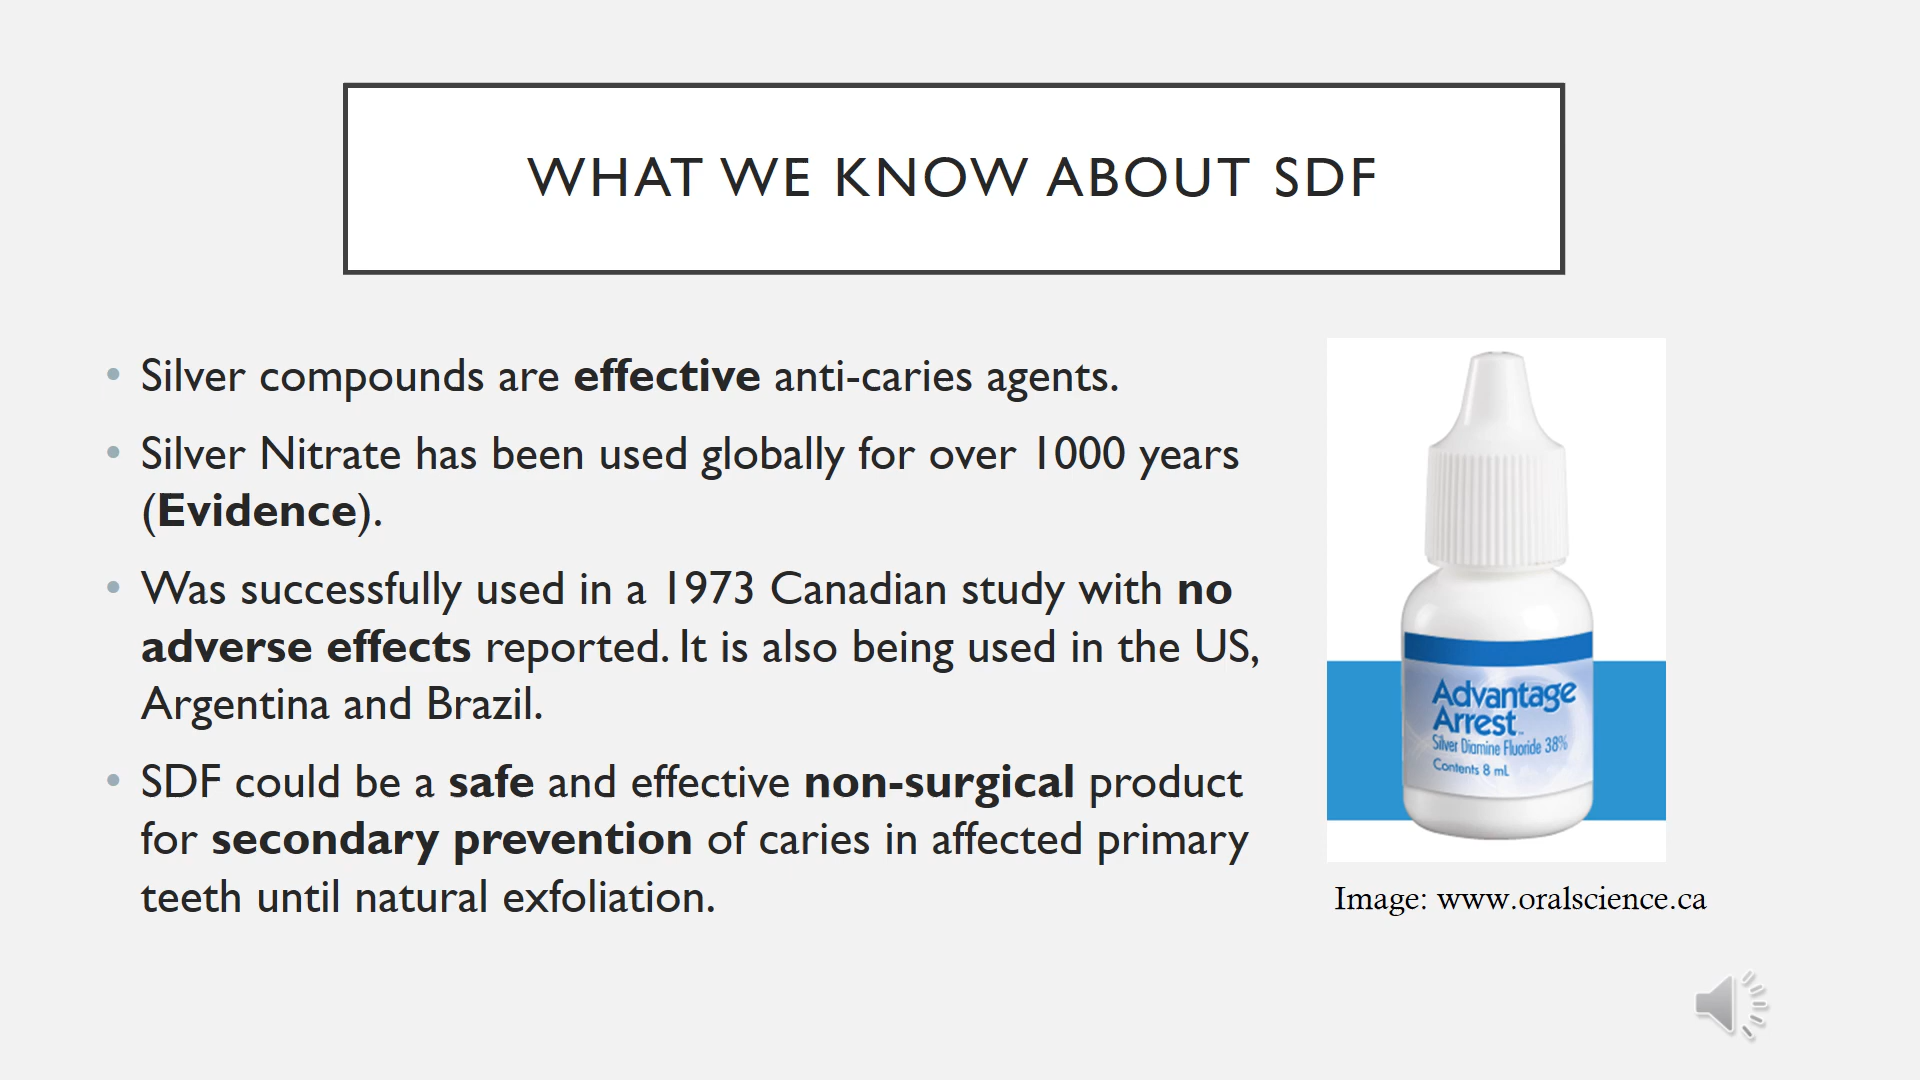 WHAT WE KNOW ABOUT SDF
• Silver compounds are effective anti-caries agents.
• Silver Nitrate has been used globally for over 1000 years
(Evidence).
• Was successfully used in a 1973 Canadian study with no
adverse effects reported. It is also being used in the US,
Argentina and Brazil.
• SDF could be a safe and effective non-surgical product
for secondary prevention of caries in affected primary
teeth until natural exfoliation.
Advantage
Arrest™
Silver Diamine Fluoride 38%
Contents 8 mL
Image: www.oralscience.ca